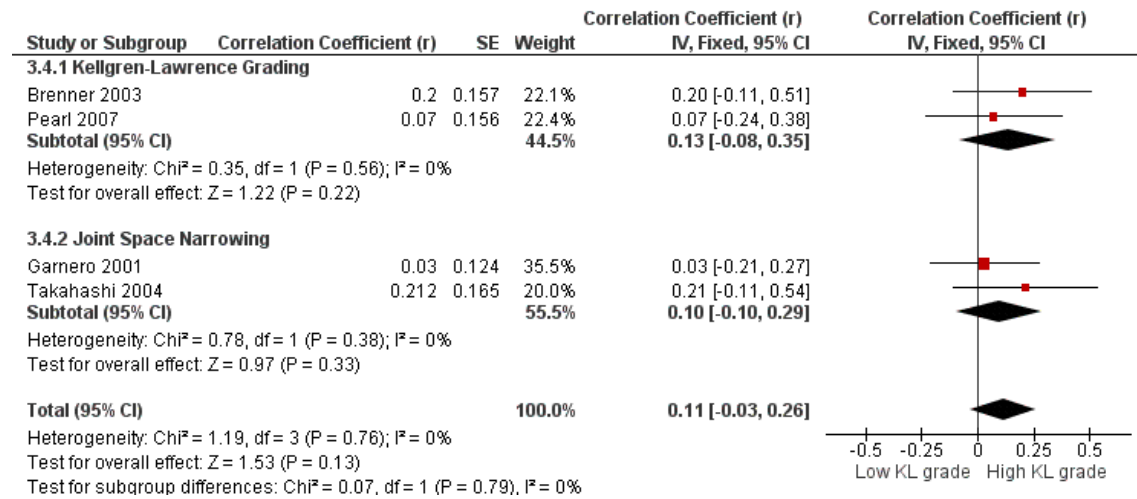 Correlation Coefficient (r) Correlation Coefficient (r)
Study or Subgroup Correlation Coefficient (r) SE Weight IV, Fixed, 95% CI IV, Fixed, 95% CI
3.4.1 Kellgren-Lawrence Grading
Brenner 2003 0.2 0.157 22.1% 0.20 [-0.11, 0.51]
Pearl 2007 0.07 0.156 22.4% 0.07 [-0.24, 0.38]
Subtotal (95% CI) 44.5% 0.13 [-0.08, 0.35]
Heterogeneity: Chi² = 0.35, df = 1 (P = 0.56); I² = 0%
Test for overall effect: Z = 1.22 (P = 0.22)
3.4.2 Joint Space Narrowing
Garnero 2001 0.03 0.124 35.5% 0.03 [-0.21, 0.27]
Takahashi 2004 0.212 0.165 20.0% 0.21 [-0.11, 0.54]
Subtotal (95% CI) 55.5% 0.10 [-0.10, 0.29]
Heterogeneity: Chi² = 0.78, df = 1 (P = 0.38); I² = 0%
Test for overall effect: Z = 0.97 (P = 0.33)
Total (95% CI) 100.0% 0.11 [-0.03, 0.26]
Heterogeneity: Chi² = 1.19, df = 3 (P = 0.76); I² = 0%
Test for overall effect: Z = 1.53 (P = 0.13)
Test for subgroup differences: Chi² = 0.07, df = 1 (P = 0.79), I² = 0%
-0.5 -0.25 0 0.25 0.5
Low KL grade High KL grade